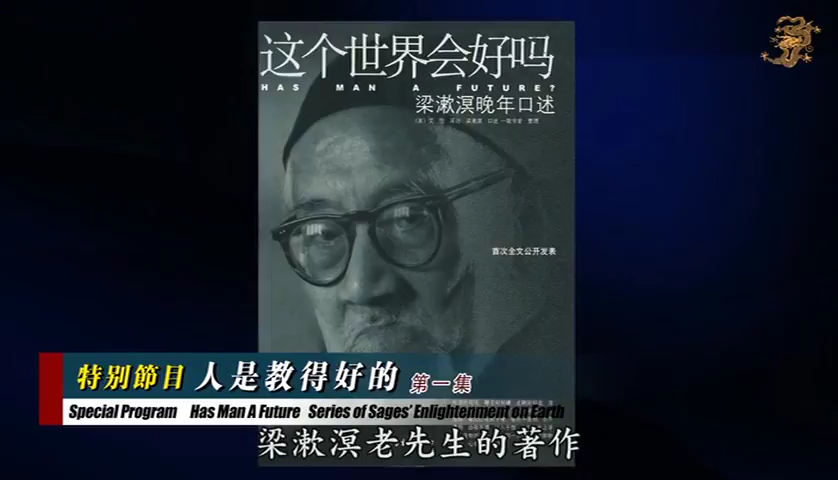 这个世界会好吗
HAS MAN A FUTURE?
梁漱溟晚年口述
首次全文公开发表
特别節目 人是教得好的 第一集
Special Program Has Man A Future Series of Sages' Enlightenment on Earth
梁漱溟老先生的著作